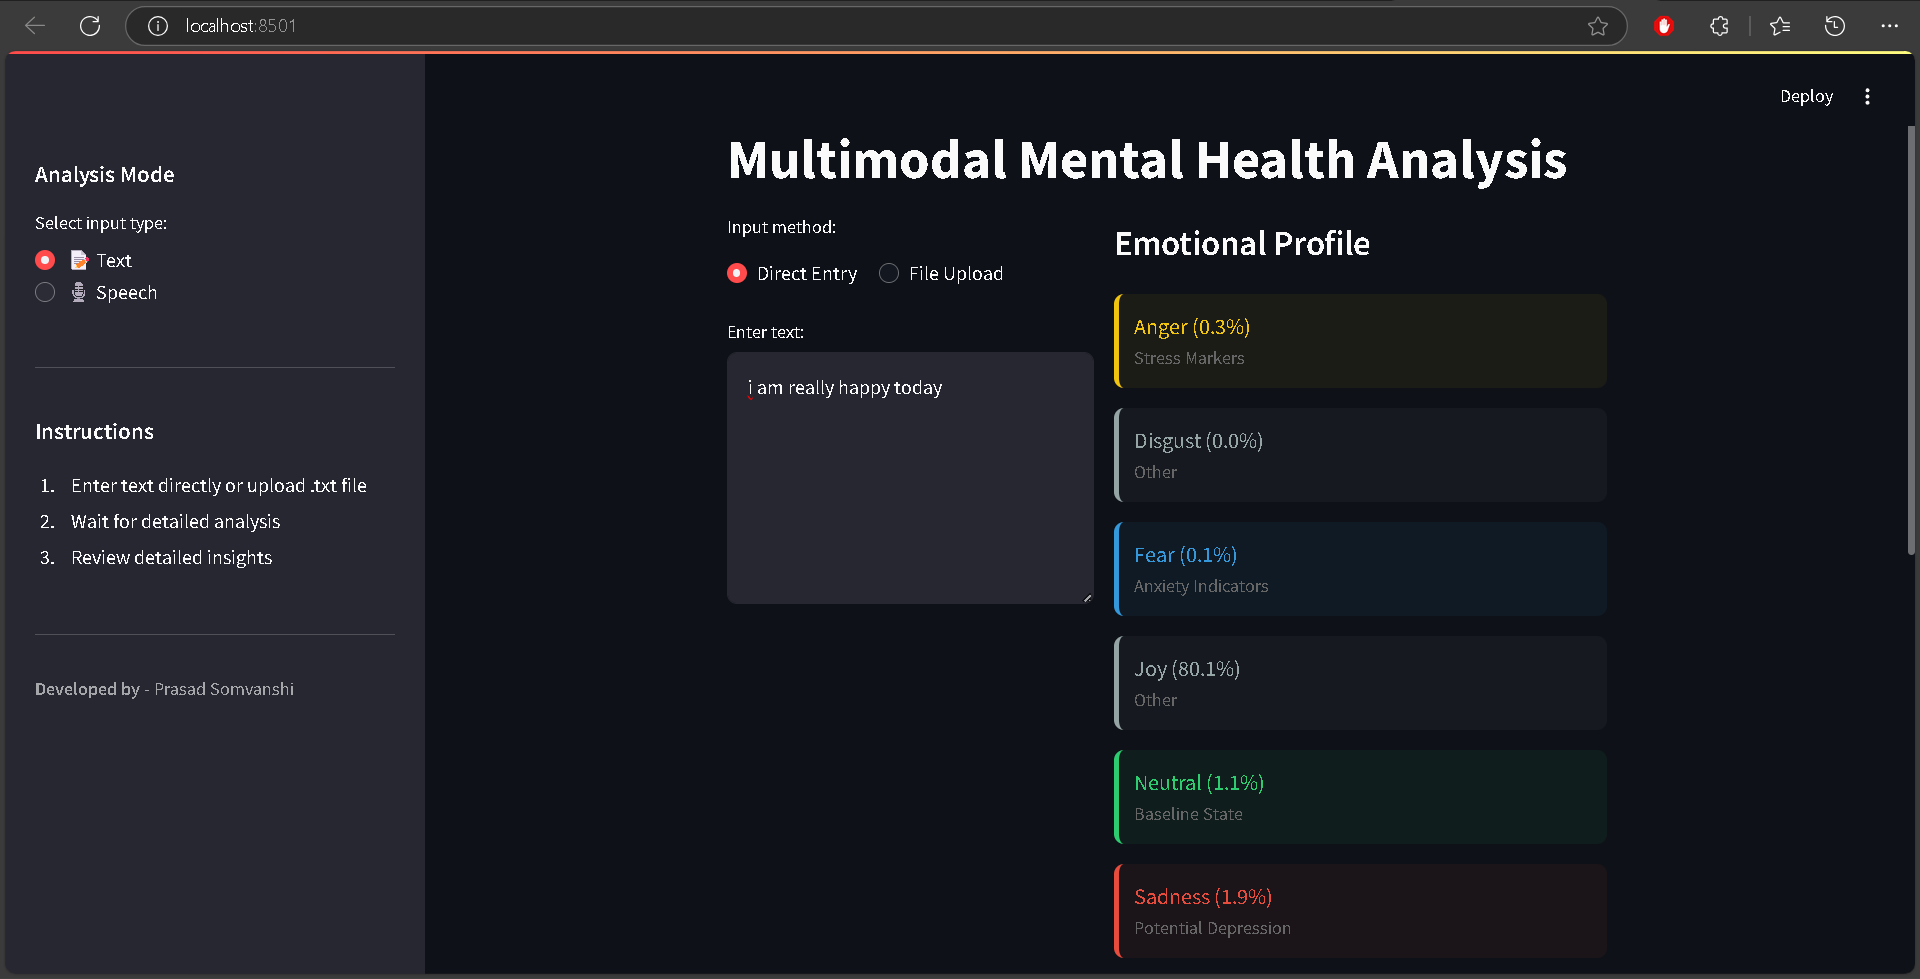 localhost:8501
Deploy
Analysis Mode
Select input type:
📝 Text
🎙 Speech
Instructions
1. Enter text directly or upload .txt file
2. Wait for detailed analysis
3. Review detailed insights
Developed by - Prasad Somvanshi
Multimodal Mental Health Analysis
Input method:
Direct Entry File Upload
Enter text:
i am really happy today
Emotional Profile
Anger (0.3%)
Stress Markers
Disgust (0.0%)
Other
Fear (0.1%)
Anxiety Indicators
Joy (80.1%)
Other
Neutral (1.1%)
Baseline State
Sadness (1.9%)
Potential Depression